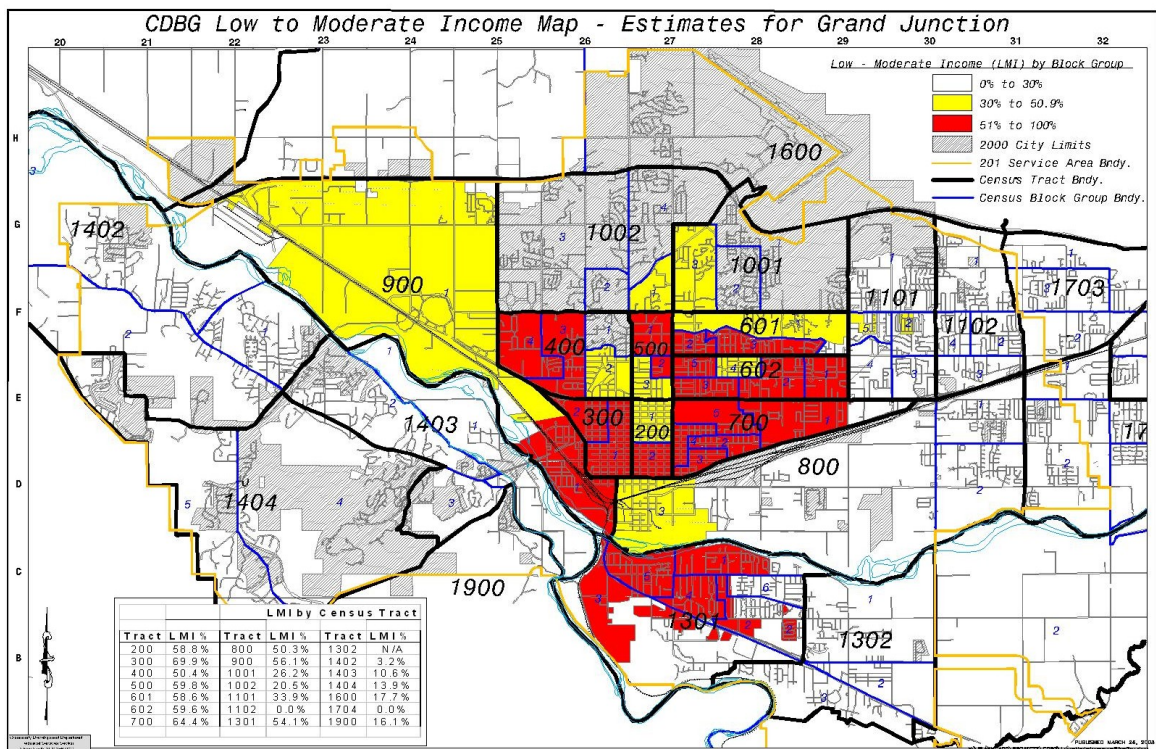 CDBG Low to Moderate Income Map - Estimates for Grand Junction
20 21 22 23 24 25 26 27 28 29 30 31 32
Low - Moderate Income (LMI) by Block Group
0% to 30%
30% to 50.9%
51% to 100%
2000 City Limits
201 Service Area Bndy.
Census Tract Bndy.
Census Block Group Bndy.
H
G
F
E
D
C
B
1600
1402
1002
1001
900
1101
1703
601
1102
400
500
602
300
200
700
1403
800
1404
1900
1301
1302
17
LMI by Census Tract
Tract LMI % Tract LMI % Tract LMI %
200 58.8% 800 50.3% 1302 N/A
300 69.9% 900 56.1% 1402 3.2%
400 50.4% 1001 26.2% 1403 10.6%
500 59.8% 1002 20.5% 1404 13.9%
601 58.6% 1101 33.9% 1600 17.7%
602 59.6% 1102 0.0% 1704 0.0%
700 64.4% 1301 54.1% 1900 16.1%